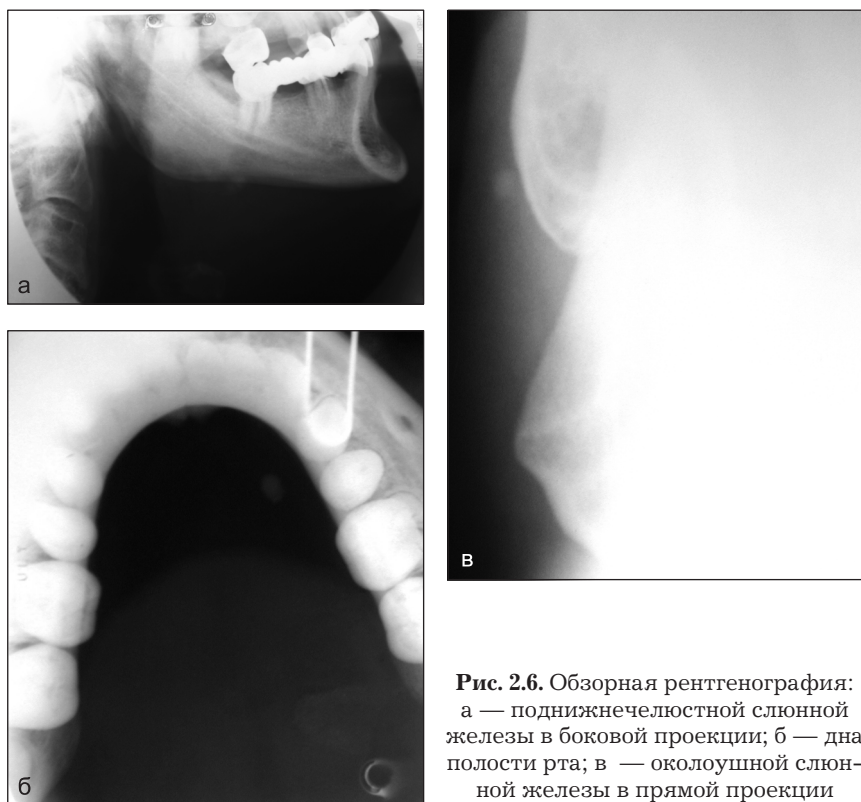 а
б
в
Рис. 2.6. Обзорная рентгенография:
а — поднижнечелюстной слюнной
железы в боковой проекции; б — дна
полости рта; в — околоушной слюн-
ной железы в прямой проекции